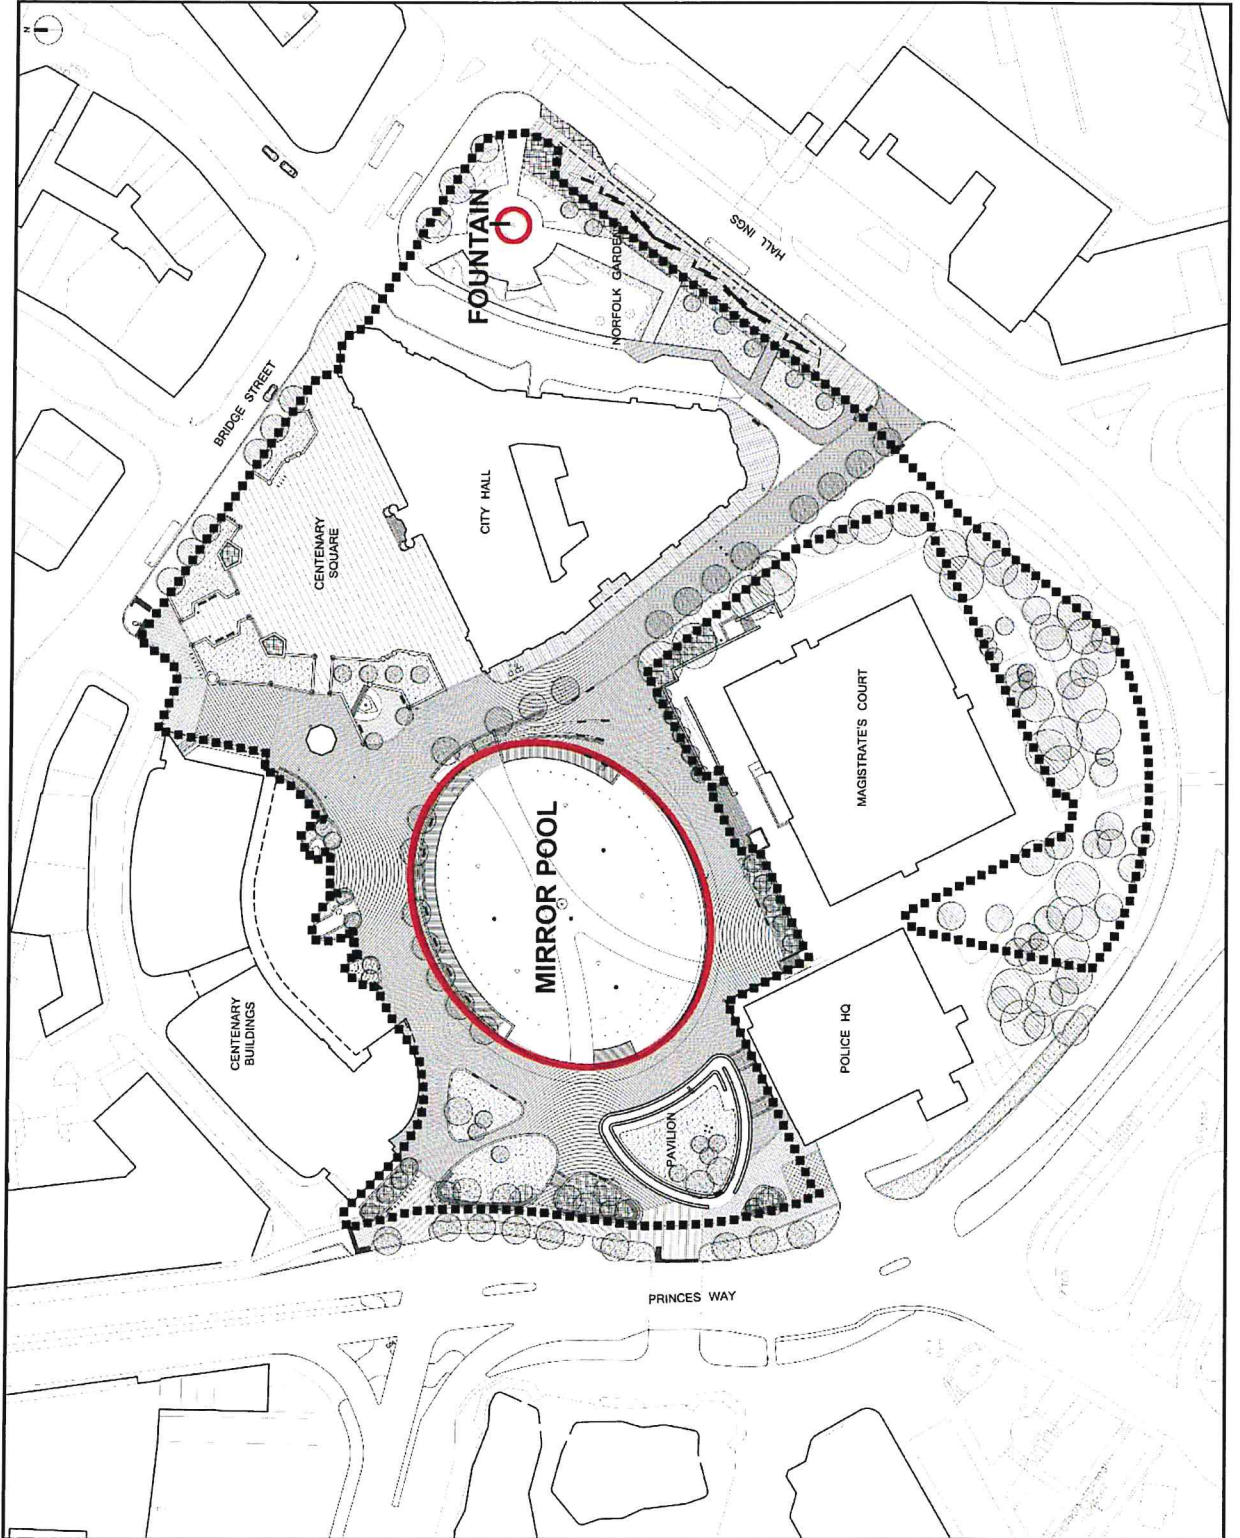 N
FOUNTAIN
HALL INGS
NORFOLK GARDENS
BRIDGE STREET
CITY HALL
CENTENARY
SQUARE
MAGISTRATE'S COURT
MIRROR POOL
CENTENARY
BUILDINGS
POLICE HQ
PAVILION
PRINCES WAY